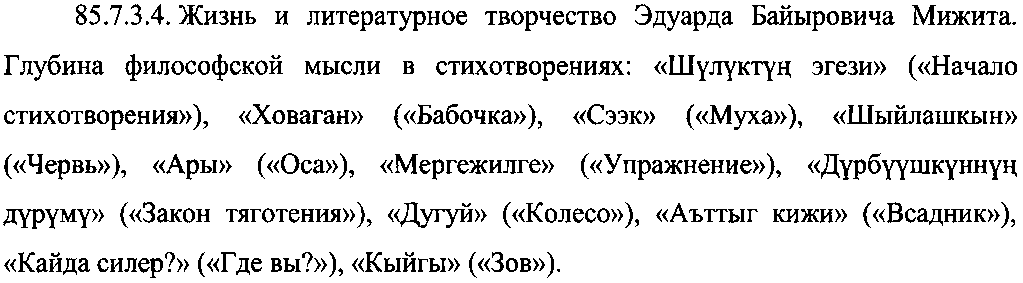 85.7.3.4. Жизнь и литературное творчество Эдуарда Байыровича Мижита.
Глубина философской мысли в стихотворениях: «Шүлүктүң эгези» («Начало
стихотворения»), «Ховаган» («Бабочка»), «Сээк» («Муха»), «Шыйлашкын»
(«Червь»), «Ары» («Оса»), «Мергежилге» («Упражнение»), «Дүрбүүшкүннүң
дүрүмү» («Закон тяготения»), «Дугуй» («Колесо»), «Аъттыг кижи» («Всадник»),
«Кайда силер?» («Где вы?»), «Кыйгы» («Зов»).